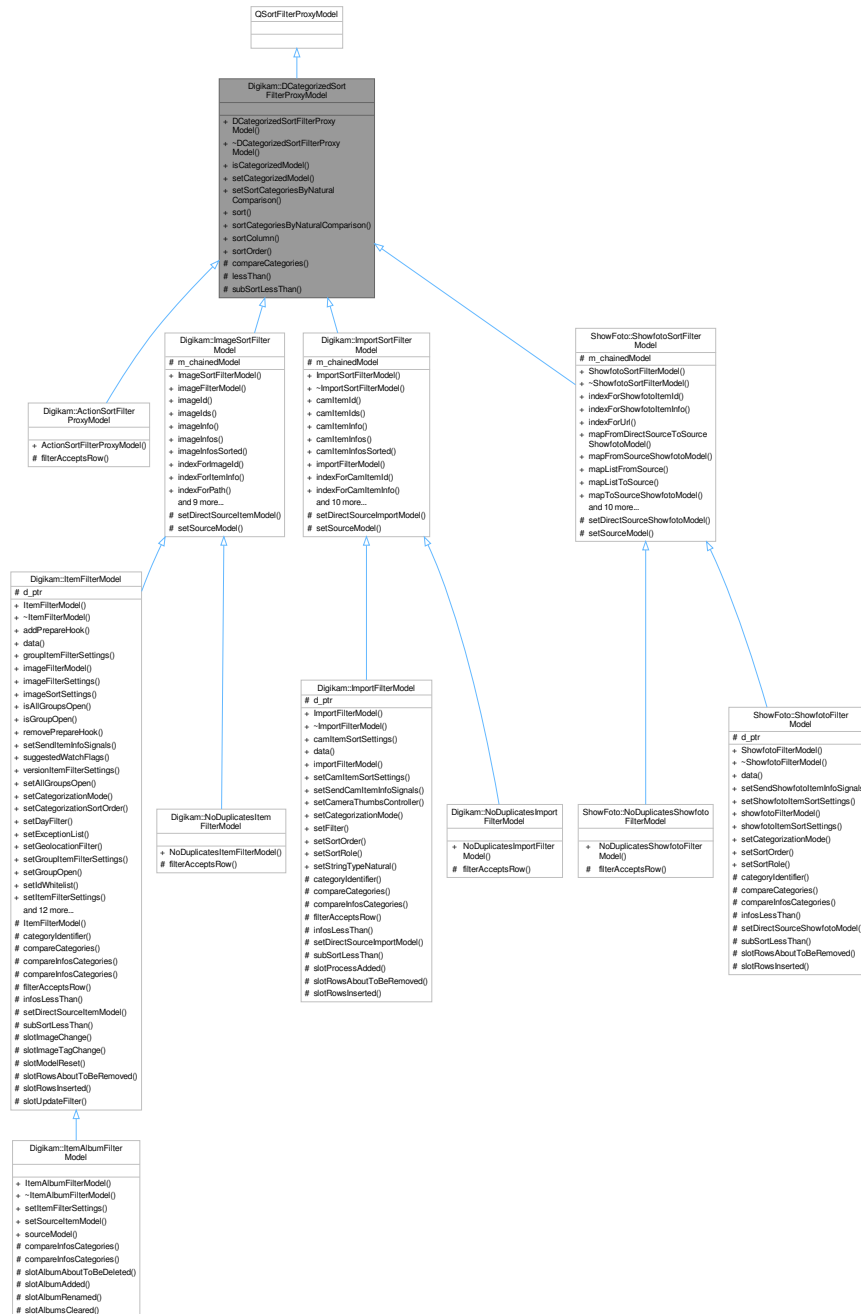 QSortFilterProxyModel
Digikam::DCategorizedSort
FilterProxyModel
+ DCategorizedSortFilterProxy
Model()
+ ~DCategorizedSortFilterProxy
Model()
+ isCategorizedModel()
+ setCategorizedModel()
+ setSortCategoriesByNatural
Comparison()
+ sort()
+ sortCategoriesByNaturalComparison()
+ sortColumn()
+ sortOrder()
# compareCategories()
# lessThan()
# subSortLessThan()
Digikam::ActionSortFilter
ProxyModel
+ ActionSortFilterProxyModel()
# filterAcceptsRow()
Digikam::ImageSortFilter
Model
# m_chainedModel
+ ImageSortFilterModel()
+ imageFilterModel()
+ imageId()
+ imageIds()
+ imageInfo()
+ imageInfos()
+ imageInfosSorted()
+ indexForImageId()
+ indexForItemInfo()
+ indexForPath()
and 9 more...
# setDirectSourceItemModel()
# setSourceModel()
Digikam::ImportSortFilter
Model
# m_chainedModel
+ ImportSortFilterModel()
+ ~ImportSortFilterModel()
+ camItemId()
+ camItemIds()
+ camItemInfo()
+ camItemInfos()
+ camItemInfosSorted()
+ importFilterModel()
+ indexForCamItemId()
+ indexForCamItemInfo()
and 10 more...
# setDirectSourceImportModel()
# setSourceModel()
ShowFoto::ShowfotoSortFilter
Model
# m_chainedModel
+ ShowfotoSortFilterModel()
+ ~ShowfotoSortFilterModel()
+ indexForShowfotoItemId()
+ indexForShowfotoItemInfo()
+ indexForUrl()
+ mapFromDirectSourceToSource
ShowfotoModel()
+ mapFromSourceShowfotoModel()
+ mapListFromSource()
+ mapListToSource()
+ mapToSourceShowfotoModel()
and 10 more...
# setDirectSourceShowfotoModel()
# setSourceModel()
Digikam::ItemFilterModel
# d_ptr
+ ItemFilterModel()
+ ~ItemFilterModel()
+ addPrepareHook()
+ data()
+ groupItemFilterSettings()
+ imageFilterModel()
+ imageFilterSettings()
+ imageSortSettings()
+ isAllGroupsOpen()
+ isGroupOpen()
+ removePrepareHook()
+ setSendItemInfoSignals()
+ suggestedWatchFlags()
+ versionItemFilterSettings()
+ setAllGroupsOpen()
+ setCategorizationMode()
+ setCategorizationSortOrder()
+ setDayFilter()
+ setExceptionList()
+ setGeolocationFilter()
+ setGroupItemFilterSettings()
+ setGroupOpen()
+ setIdWhitelist()
+ setItemFilterSettings()
and 12 more...
# ItemFilterModel()
# categoryIdentifier()
# compareCategories()
# compareInfosCategories()
# compareInfosCategories()
# filterAcceptsRow()
# infosLessThan()
# setDirectSourceItemModel()
# subSortLessThan()
# slotImageChange()
# slotImageTagChange()
# slotModelReset()
# slotRowsAboutToBeRemoved()
# slotRowsInserted()
# slotUpdateFilter()
Digikam::NoDuplicatesItem
FilterModel
+ NoDuplicatesItemFilterModel()
# filterAcceptsRow()
Digikam::ImportFilterModel
# d_ptr
+ ImportFilterModel()
+ ~ImportFilterModel()
+ camItemSortSettings()
+ data()
+ importFilterModel()
+ setCamItemSortSettings()
+ setSendCamItemInfoSignals()
+ setCameraThumbsController()
+ setCategorizationMode()
+ setFilter()
+ setSortOrder()
+ setSortRole()
+ setStringTypeNatural()
# categoryIdentifier()
# compareCategories()
# compareInfosCategories()
# filterAcceptsRow()
# infosLessThan()
# setDirectSourceImportModel()
# subSortLessThan()
# slotProcessAdded()
# slotRowsAboutToBeRemoved()
# slotRowsInserted()
Digikam::NoDuplicatesImport
FilterModel
+ NoDuplicatesImportFilter
Model()
# filterAcceptsRow()
ShowFoto::NoDuplicatesShowfoto
FilterModel
+ NoDuplicatesShowfotoFilter
Model()
# filterAcceptsRow()
ShowFoto::ShowfotoFilter
Model
# d_ptr
+ ShowfotoFilterModel()
+ ~ShowfotoFilterModel()
+ data()
+ setSendShowfotoItemInfoSignals
+ setShowfotoItemSortSettings()
+ showfotoFilterModel()
+ showfotoItemSortSettings()
+ setCategorizationMode()
+ setSortOrder()
+ setSortRole()
# categoryIdentifier()
# compareCategories()
# compareInfosCategories()
# infosLessThan()
# setDirectSourceShowfotoModel()
# subSortLessThan()
# slotRowsAboutToBeRemoved()
# slotRowsInserted()
Digikam::ItemAlbumFilter
Model
+ ItemAlbumFilterModel()
+ ~ItemAlbumFilterModel()
+ setItemFilterSettings()
+ setSourceItemModel()
+ sourceModel()
# compareInfosCategories()
# compareInfosCategories()
# slotAlbumAboutToBeDeleted()
# slotAlbumAdded()
# slotAlbumRenamed()
# slotAlbumsCleared()